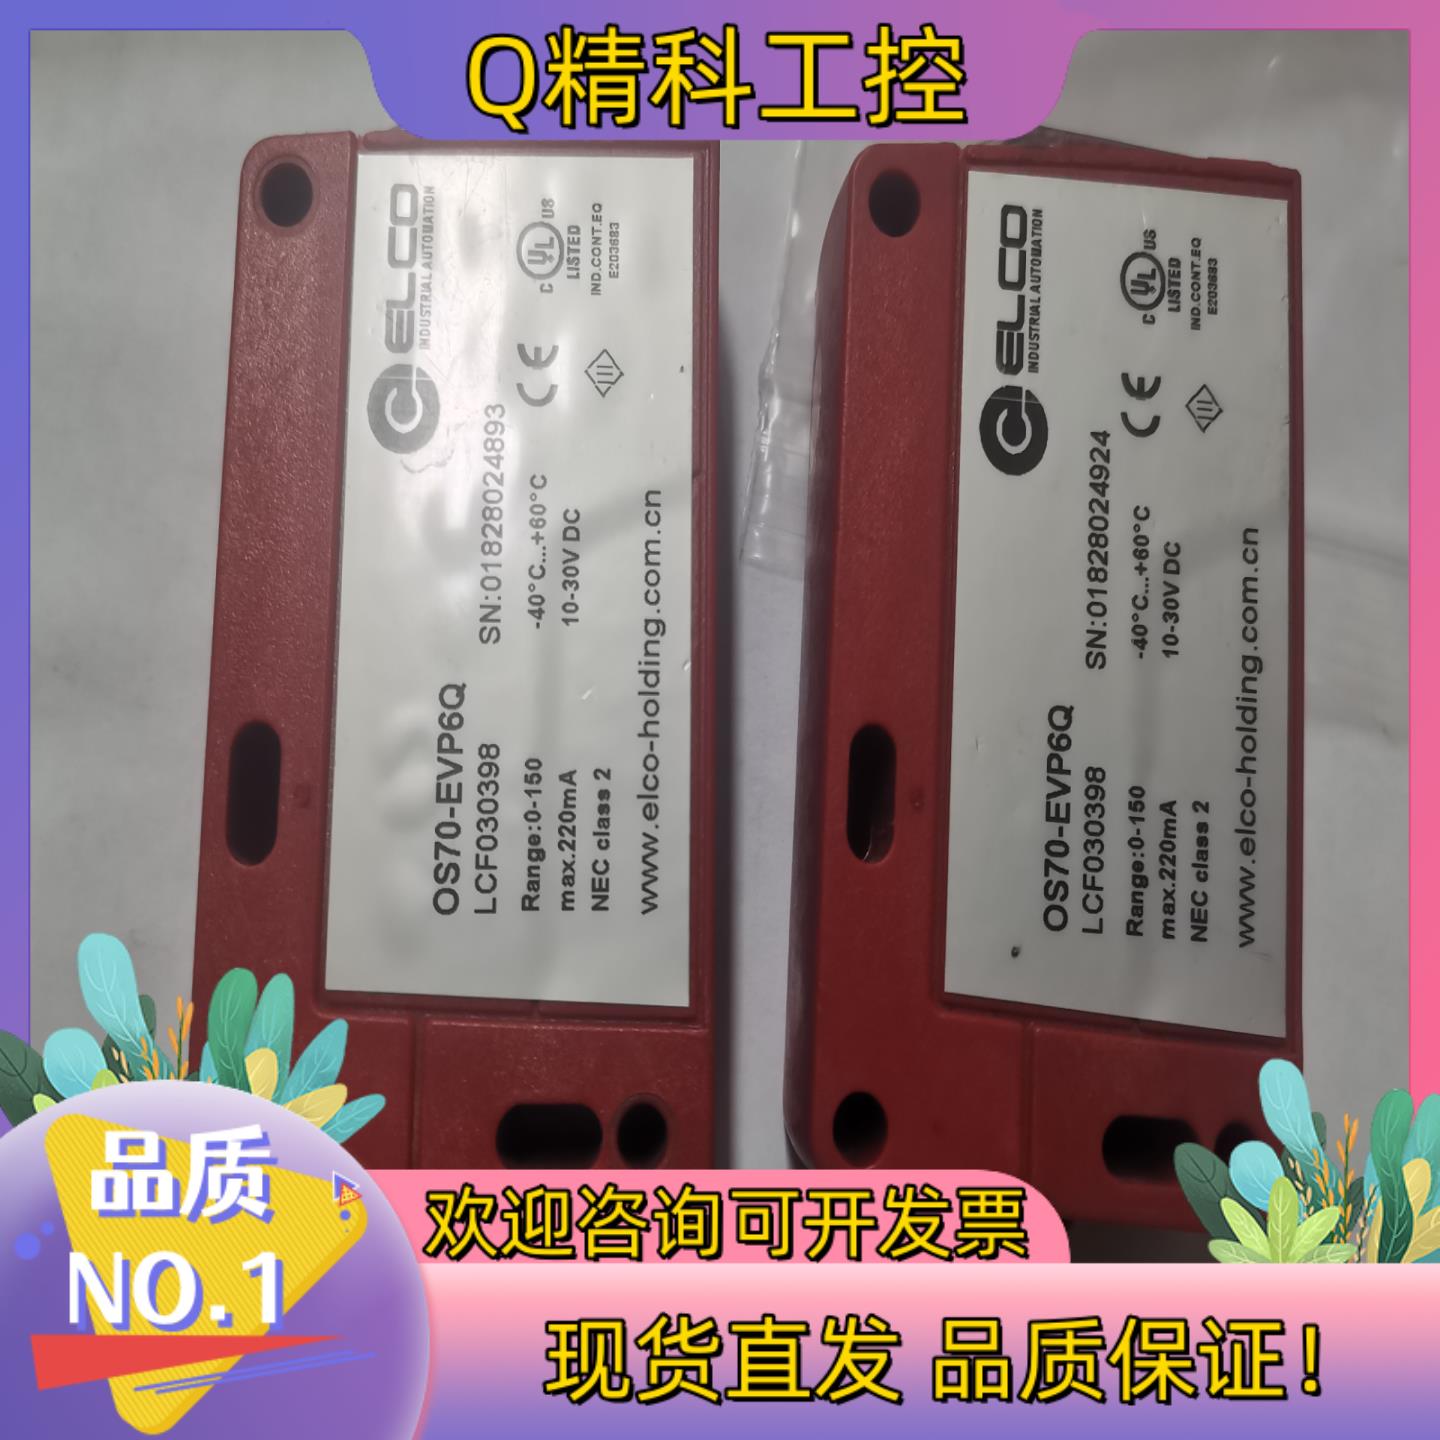 Q精科工控
ELCO
INDUSTRIAL AUTOMATION
OS70-EVP6Q
LCF030398
SN:01828024893
Range:0-150
-40°C...+60°C
max.220mA
10-30V DC
NEC class 2
CE
C UL US
LISTED
IND.CONT.EQ
E203683
www.elco-holding.com.cn
ELCO
INDUSTRIAL AUTOMATION
OS70-EVP6Q
LCF030398
SN:01828024924
Range:0-150
-40°C...+60°C
max.220mA
10-30V DC
NEC class 2
CE
C UL US
LISTED
IND.CONT.EQ
E203683
www.elco-holding.com.cn
品质
NO.1
欢迎咨询可开发票
现货直发 品质保证!